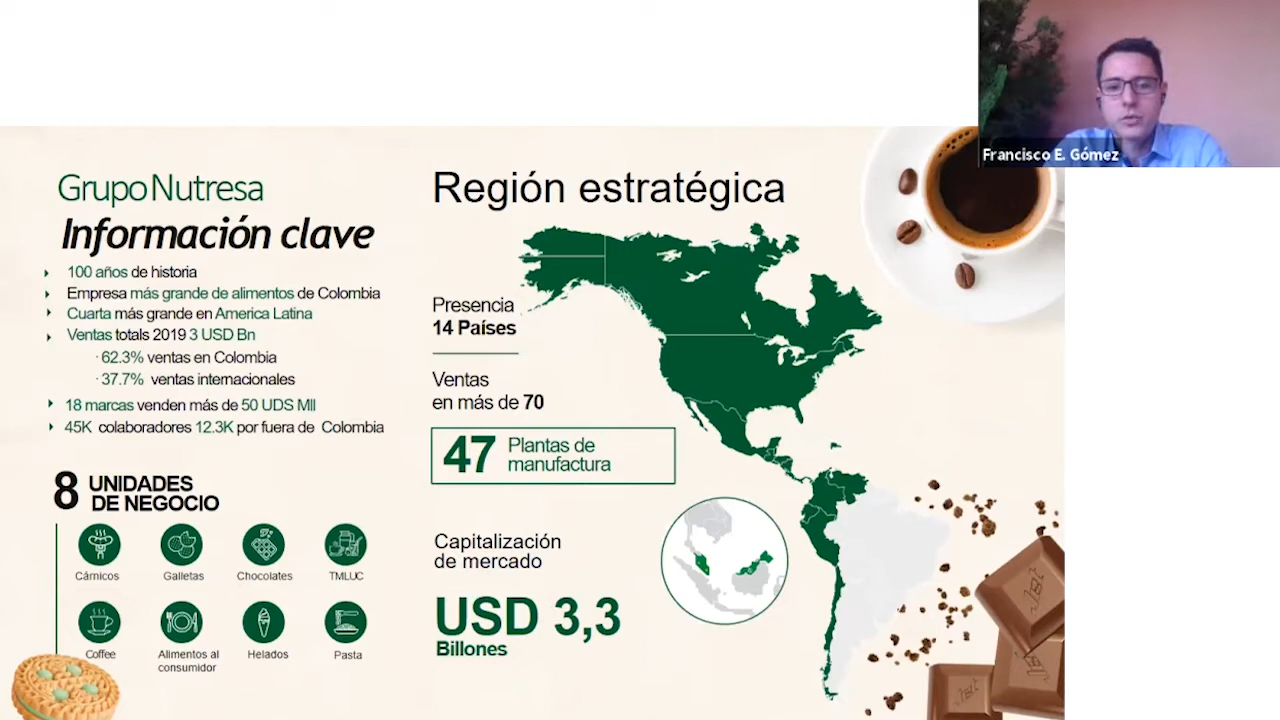 Francisco E. Gómez
Grupo Nutresa
Información clave
100 años de historia
Empresa más grande de alimentos de Colombia
Cuarta más grande en America Latina
Ventas totals 2019 3 USD Bn
· 62.3% ventas en Colombia
· 37.7% ventas internacionales
18 marcas venden más de 50 UDS Mll
45K colaboradores 12.3K por fuera de Colombia
8 UNIDADES
DE NEGOCIO
Cárnicos
Galletas
Chocolates
TMLUC
Coffee
Alimentos al
consumidor
Helados
Pasta
Región estratégica
Presencia
14 Países
Ventas
en más de 70
47 Plantas de
manufactura
Capitalización
de mercado
USD 3,3
Billones